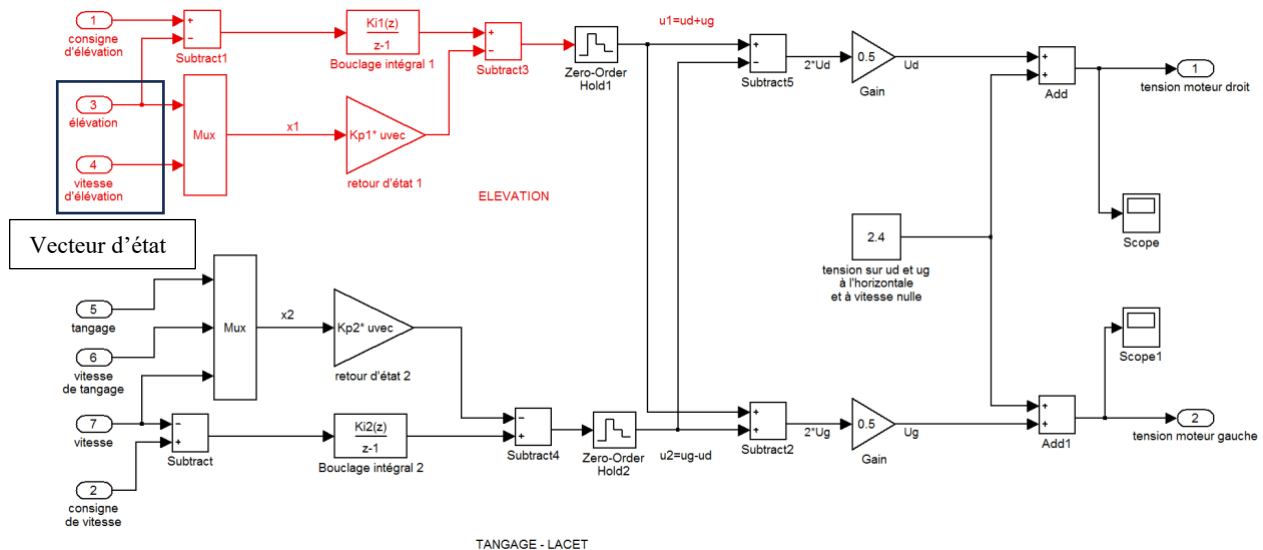 1
consigne
d'élévation
+
−
Subtract1
Ki1(z)
z-1
Bouclage intégral 1
+
−
Subtract3
Zero-Order
Hold1
u1=ud+ug
+
−
Subtract5
2*Ud
0.5
Gain
Ud
+
+
Add
1
tension moteur droit
3
élévation
4
vitesse
d'élévation
Mux
x1
Kp1* uvec
retour d'état 1
ELEVATION
Vecteur d'état
Scope
2.4
tension sur ud et ug
à l'horizontale
et à vitesse nulle
5
tangage
6
vitesse
de tangage
Mux
x2
Kp2* uvec
retour d'état 2
Scope1
7
vitesse
−
+
Subtract
Ki2(z)
z-1
Bouclage intégral 2
−
+
Subtract4
Zero-Order
Hold2
u2=ug-ud
+
+
Subtract2
2*Ug
0.5
Gain
Ug
+
+
Add1
2
tension moteur gauche
2
consigne
de vitesse
TANGAGE - LACET